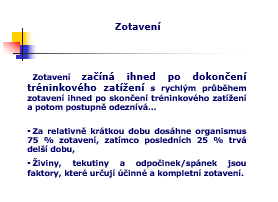 Zotavení
Zotavení začíná ihned po dokončení
tréninkového zatížení s rychlým průběhem
zotavení ihned po skončení tréninkového zatížení
a potom postupně odeznívá...
▪Za relativně krátkou dobu dosáhne organismus
75 % zotavení, zatímco posledních 25 % trvá
delší dobu,
▪Živiny, tekutiny a odpočinek/spánek jsou
faktory, které určují účinné a kompletní zotavení.